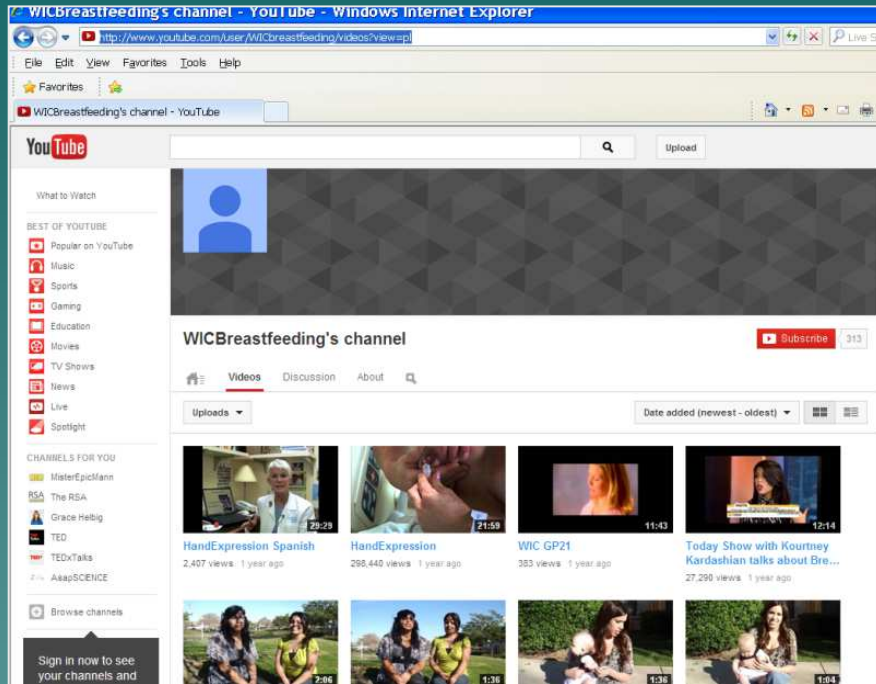 WICBreastfeeding's channel - YouTube - Windows Internet Explorer
http://www.youtube.com/user/WICbreastfeeding/videos?view=pl
Live S
File Edit View Favorites Tools Help
Favorites
WICBreastfeeding's channel - YouTube
YouTube
Upload
What to Watch
BEST OF YOUTUBE
Popular on YouTube
Music
Sports
Gaming
Education
Movies
TV Shows
News
Live
Spotlight
CHANNELS FOR YOU
MisterEpicMann
RSA The RSA
Grace Helbig
TED
TEDxTalks
AsapSCIENCE
Browse channels
Sign in now to see
your channels and
WICBreastfeeding's channel
Subscribe 313
Videos Discussion About
Uploads
Date added (newest - oldest)
29:29
HandExpression Spanish
2,407 views 1 year ago
21:59
HandExpression
298,440 views 1 year ago
11:43
WIC GP21
383 views 1 year ago
12:14
Today Show with Kourtney
Kardashian talks about Bre...
27,290 views 1 year ago
2:06
1:36
1:36
1:04